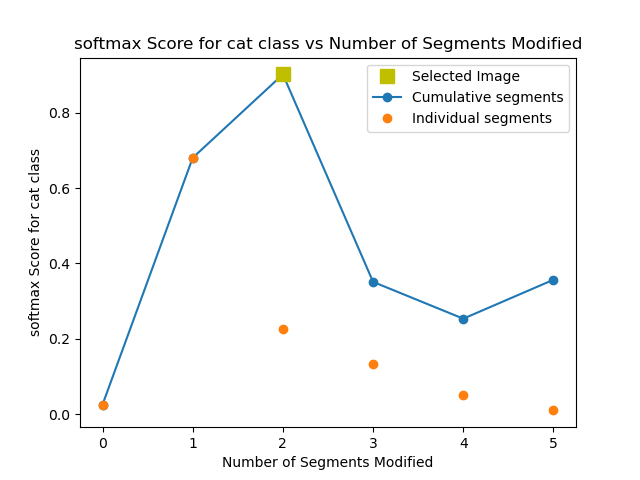 softmax Score for cat class vs Number of Segments Modified
Selected Image
Cumulative segments
Individual segments
softmax Score for cat class
0.8
0.6
0.4
0.2
0.0
0 1 2 3 4 5
Number of Segments Modified